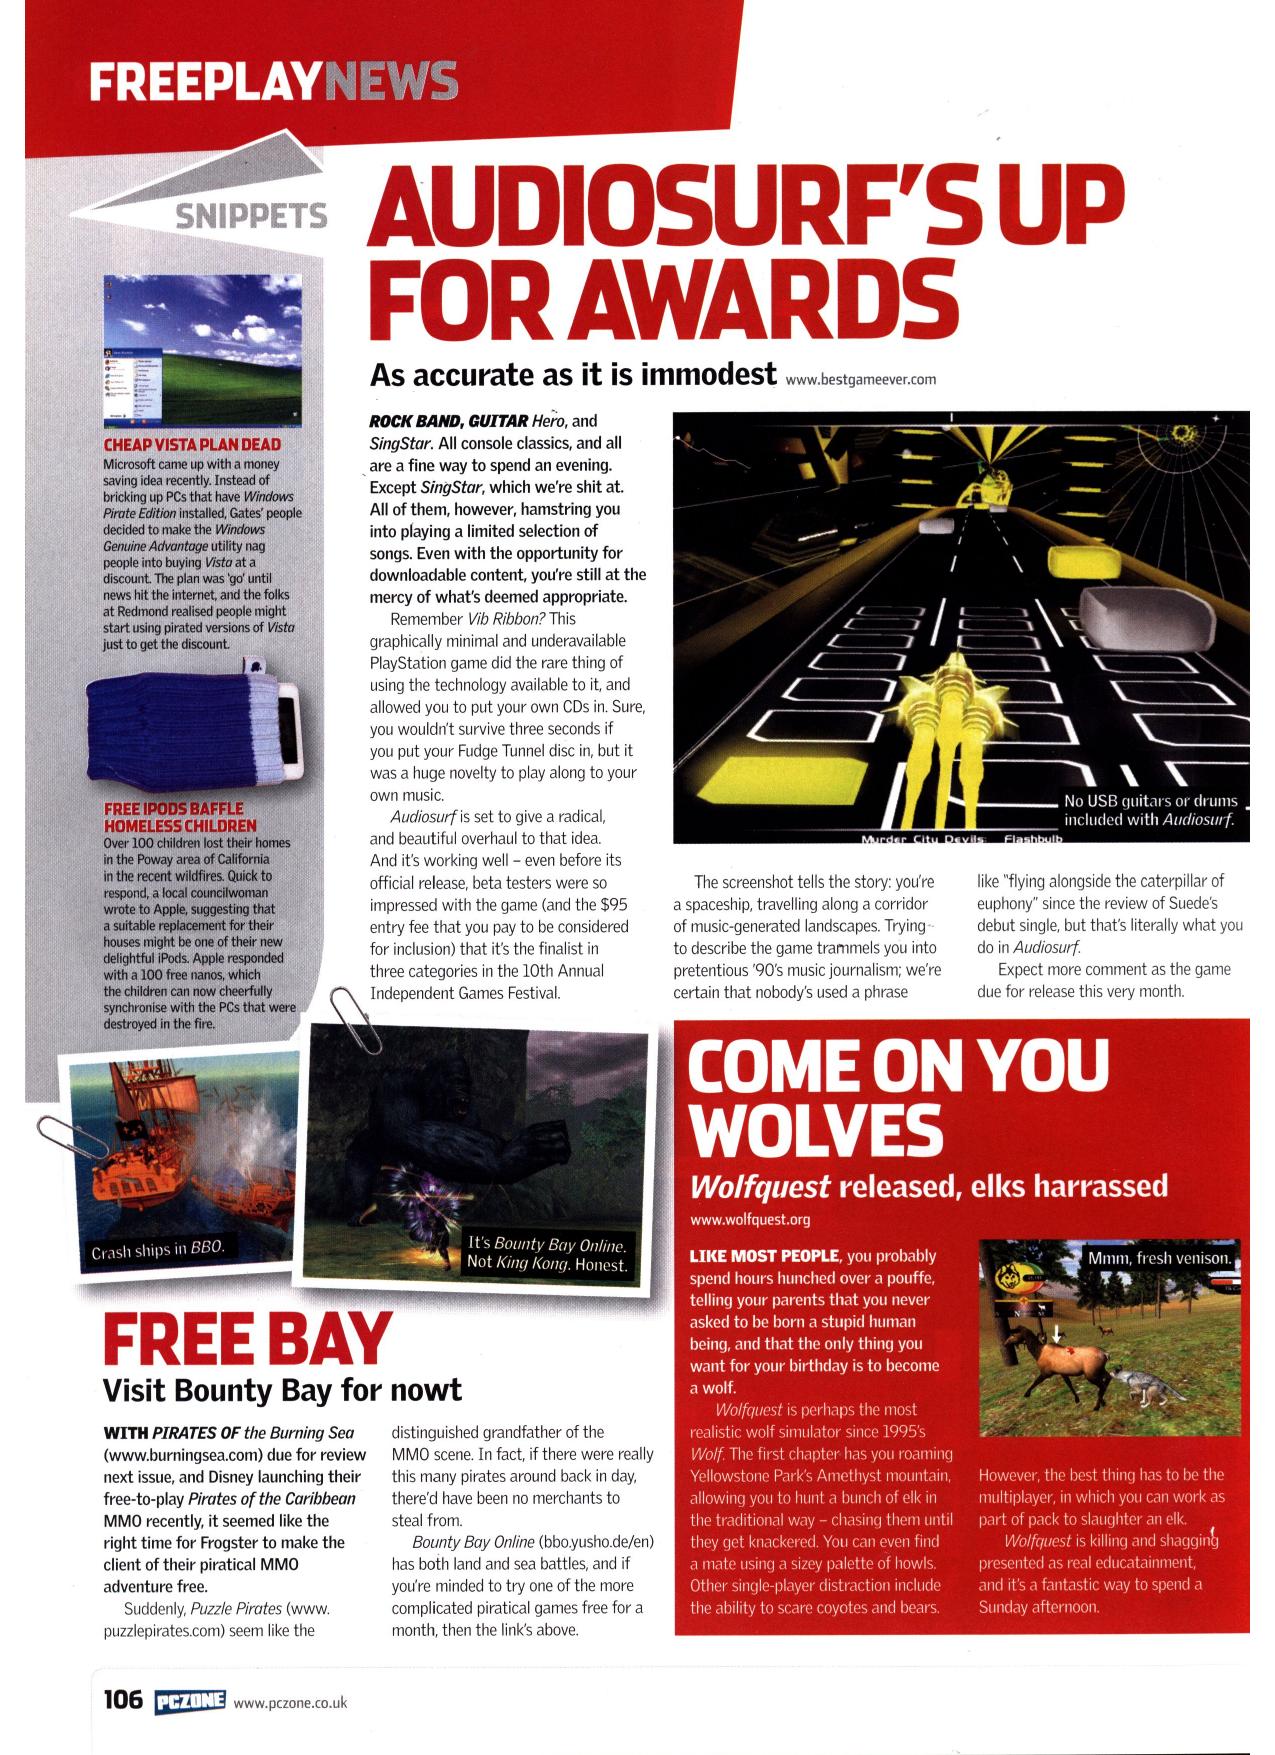 FREEPLAYNEWS
SNIPPETS
CHEAP VISTA PLAN DEAD
Microsoft came up with a money
saving idea recently. Instead of
bricking up PCs that have Windows
Pirate Edition installed, Gates' people
decided to make the Windows
Genuine Advantage utility nag
people into buying Vista at a
discount. The plan was 'go' until
news hit the internet, and the folks
at Redmond realised people might
start using pirated versions of Vista
just to get the discount.
FREE IPODS BAFFLE
HOMELESS CHILDREN
Over 100 children lost their homes
in the Poway area of California
in the recent wildfires. Quick to
respond, a local councilwoman
wrote to Apple, suggesting that
a suitable replacement for their
houses might be one of their new
delightful iPods. Apple responded
with a 100 free nanos, which
the children can now cheerfully
synchronise with the PCs that were
destroyed in the fire.
AUDIOSURF'S UP
FOR AWARDS
As accurate as it is immodest www.bestgameever.com
ROCK BAND, GUITAR Hero, and
SingStar. All console classics, and all
are a fine way to spend an evening.
Except SingStar, which we're shit at.
All of them, however, hamstring you
into playing a limited selection of
songs. Even with the opportunity for
downloadable content, you're still at the
mercy of what's deemed appropriate.
Remember Vib Ribbon? This
graphically minimal and underavailable
PlayStation game did the rare thing of
using the technology available to it, and
allowed you to put your own CDs in. Sure,
you wouldn't survive three seconds if
you put your Fudge Tunnel disc in, but it
was a huge novelty to play along to your
own music.
Audiosurf is set to give a radical,
and beautiful overhaul to that idea.
And it's working well – even before its
official release, beta testers were so
impressed with the game (and the $95
entry fee that you pay to be considered
for inclusion) that it's the finalist in
three categories in the 10th Annual
Independent Games Festival.
No USB guitars or drums
included with Audiosurf.
Murder City Devils: Flashbulb
The screenshot tells the story: you're
a spaceship, travelling along a corridor
of music-generated landscapes. Trying
to describe the game trammels you into
pretentious '90's music journalism; we're
certain that nobody's used a phrase
like "flying alongside the caterpillar of
euphony" since the review of Suede's
debut single, but that's literally what you
do in Audiosurf.
Expect more comment as the game
due for release this very month.
Crash ships in BBO.
It's Bounty Bay Online.
Not King Kong. Honest.
FREE BAY
Visit Bounty Bay for nowt
WITH PIRATES OF the Burning Sea
(www.burningsea.com) due for review
next issue, and Disney launching their
free-to-play Pirates of the Caribbean
MMO recently, it seemed like the
right time for Frogster to make the
client of their piratical MMO
adventure free.
Suddenly, Puzzle Pirates (www.
puzzlepirates.com) seem like the
distinguished grandfather of the
MMO scene. In fact, if there were really
this many pirates around back in day,
there'd have been no merchants to
steal from.
Bounty Bay Online (bbo.yusho.de/en)
has both land and sea battles, and if
you're minded to try one of the more
complicated piratical games free for a
month, then the link's above.
COME ON YOU
WOLVES
Wolfquest released, elks harrassed
www.wolfquest.org
LIKE MOST PEOPLE, you probably
spend hours hunched over a pouffe,
telling your parents that you never
asked to be born a stupid human
being, and that the only thing you
want for your birthday is to become
a wolf.
Wolfquest is perhaps the most
realistic wolf simulator since 1995's
Wolf. The first chapter has you roaming
Yellowstone Park's Amethyst mountain,
allowing you to hunt a bunch of elk in
the traditional way – chasing them until
they get knackered. You can even find
a mate using a sizey palette of howls.
Other single-player distraction include
the ability to scare coyotes and bears.
Mmm, fresh venison.
However, the best thing has to be the
multiplayer, in which you can work as
part of pack to slaughter an elk.
Wolfquest is killing and shagging
presented as real educatainment,
and it's a fantastic way to spend a
Sunday afternoon.
106 PCZONE www.pczone.co.uk